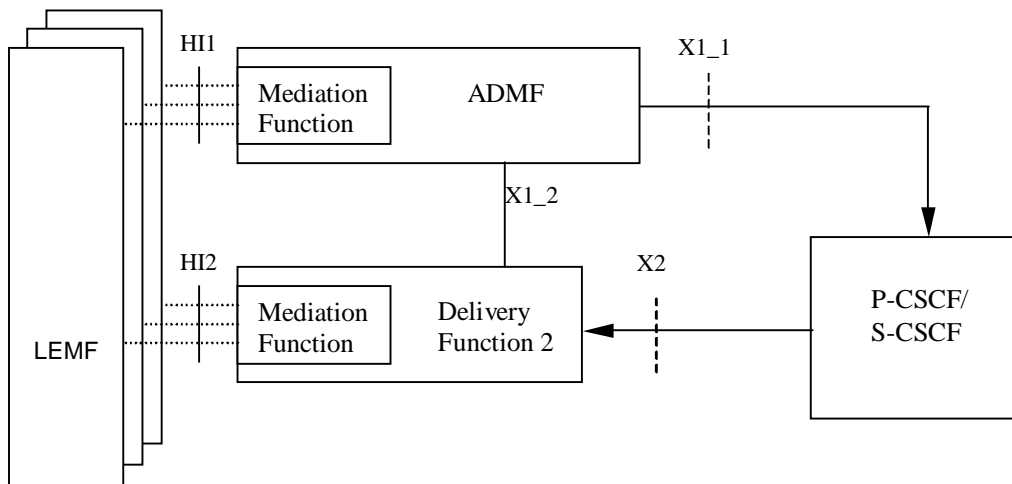 HI1
X1_1
Mediation
Function
ADMF
X1_2
HI2
X2
Mediation
Function
Delivery
Function 2
P-CSCF/
S-CSCF
LEMF